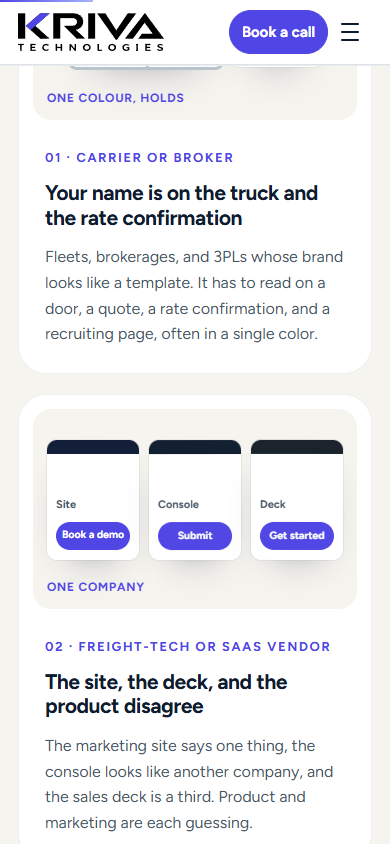 KRIVA
TECHNOLOGIES
Book a call
ONE COLOUR, HOLDS
01 · CARRIER OR BROKER
Your name is on the truck and
the rate confirmation
Fleets, brokerages, and 3PLs whose brand
looks like a template. It has to read on a
door, a quote, a rate confirmation, and a
recruiting page, often in a single color.
Site
Console
Deck
Book a demo
Submit
Get started
ONE COMPANY
02 · FREIGHT-TECH OR SAAS VENDOR
The site, the deck, and the
product disagree
The marketing site says one thing, the
console looks like another company, and
the sales deck is a third. Product and
marketing are each guessing.